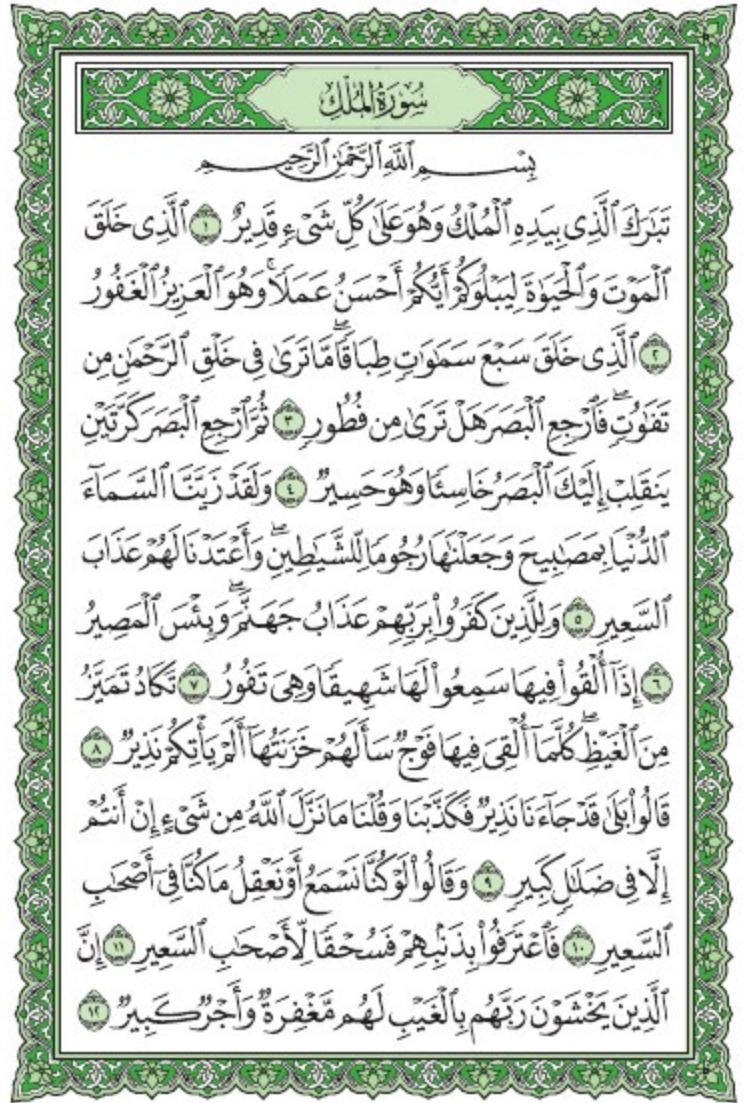 سُورَةُ المُلْكِ
بِسْمِ ٱللَّهِ ٱلرَّحْمَٰنِ ٱلرَّحِيمِ
تَبَٰرَكَ ٱلَّذِى بِيَدِهِ ٱلْمُلْكُ وَهُوَ عَلَىٰ كُلِّ شَىْءٍ قَدِيرٌ ١ ٱلَّذِى خَلَقَ
ٱلْمَوْتَ وَٱلْحَيَوٰةَ لِيَبْلُوَكُمْ أَيُّكُمْ أَحْسَنُ عَمَلًا ۚ وَهُوَ ٱلْعَزِيزُ ٱلْغَفُورُ
٢ ٱلَّذِى خَلَقَ سَبْعَ سَمَٰوَٰتٍ طِبَاقًا ۖ مَّا تَرَىٰ فِى خَلْقِ ٱلرَّحْمَٰنِ مِن
تَفَٰوُتٍ ۖ فَٱرْجِعِ ٱلْبَصَرَ هَلْ تَرَىٰ مِن فُطُورٍ ٣ ثُمَّ ٱرْجِعِ ٱلْبَصَرَ كَرَّتَيْنِ
يَنقَلِبْ إِلَيْكَ ٱلْبَصَرُ خَاسِئًا وَهُوَ حَسِيرٌ ٤ وَلَقَدْ زَيَّنَّا ٱلسَّمَآءَ
ٱلدُّنْيَا بِمَصَٰبِيحَ وَجَعَلْنَٰهَا رُجُومًا لِّلشَّيَٰطِينِ ۖ وَأَعْتَدْنَا لَهُمْ عَذَابَ
ٱلسَّعِيرِ ٥ وَلِلَّذِينَ كَفَرُوا۟ بِرَبِّهِمْ عَذَابُ جَهَنَّمَ ۖ وَبِئْسَ ٱلْمَصِيرُ
٦ إِذَآ أُلْقُوا۟ فِيهَا سَمِعُوا۟ لَهَا شَهِيقًا وَهِىَ تَفُورُ ٧ تَكَادُ تَمَيَّزُ
مِنَ ٱلْغَيْظِ ۖ كُلَّمَآ أُلْقِىَ فِيهَا فَوْجٌ سَأَلَهُمْ خَزَنَتُهَآ أَلَمْ يَأْتِكُمْ نَذِيرٌ ٨
قَالُوا۟ بَلَىٰ قَدْ جَآءَنَا نَذِيرٌ فَكَذَّبْنَا وَقُلْنَا مَا نَزَّلَ ٱللَّهُ مِن شَىْءٍ إِنْ أَنتُمْ
إِلَّا فِى ضَلَٰلٍ كَبِيرٍ ٩ وَقَالُوا۟ لَوْ كُنَّا نَسْمَعُ أَوْ نَعْقِلُ مَا كُنَّا فِىٓ أَصْحَٰبِ
ٱلسَّعِيرِ ١٠ فَٱعْتَرَفُوا۟ بِذَنۢبِهِمْ فَسُحْقًا لِّأَصْحَٰبِ ٱلسَّعِيرِ ١١ إِنَّ
ٱلَّذِينَ يَخْشَوْنَ رَبَّهُم بِٱلْغَيْبِ لَهُم مَّغْفِرَةٌ وَأَجْرٌ كَبِيرٌ ١٢